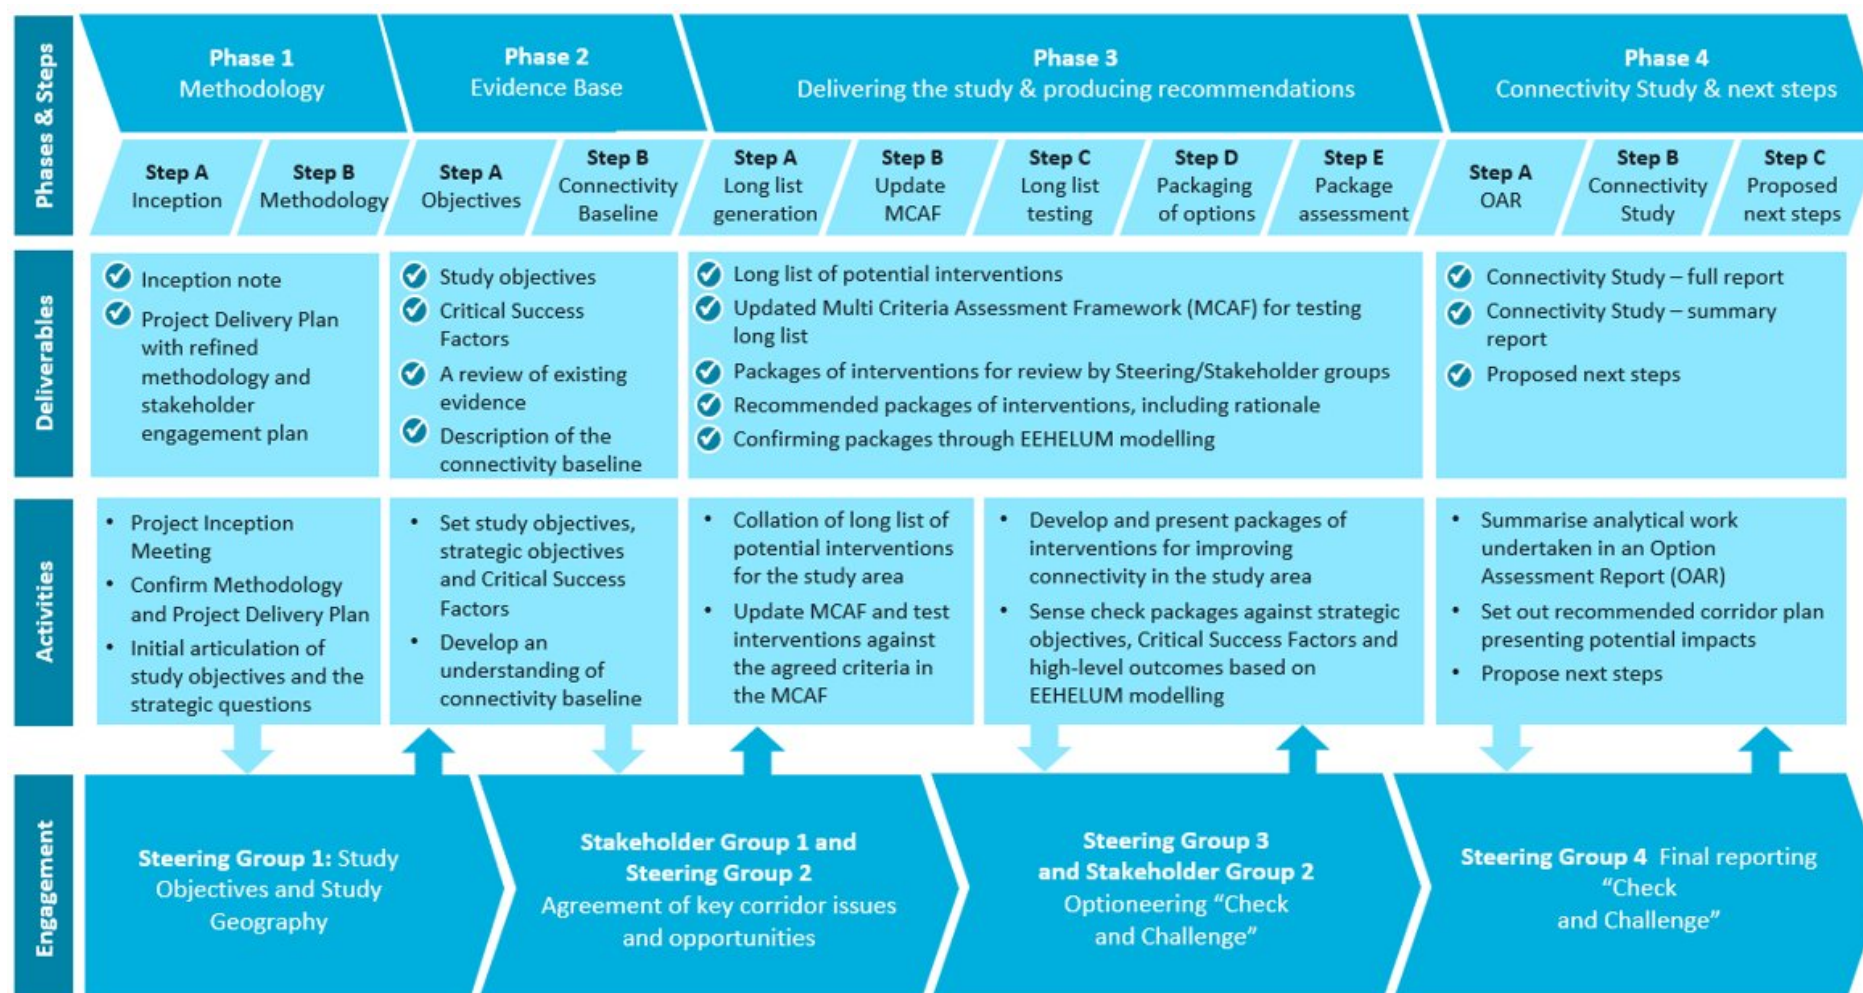 Phases & Steps
Phase 1
Methodology
Phase 2
Evidence Base
Phase 3
Delivering the study & producing recommendations
Phase 4
Connectivity Study & next steps
Step A
Inception
Step B
Methodology
Step A
Objectives
Step B
Connectivity
Baseline
Step A
Long list
generation
Step B
Update
MCAF
Step C
Long list
testing
Step D
Packaging
of options
Step E
Package
assessment
Step A
OAR
Step B
Connectivity
Study
Step C
Proposed
next steps
Deliverables
Inception note
Project Delivery Plan
with refined
methodology and
stakeholder
engagement plan
Study objectives
Critical Success
Factors
A review of existing
evidence
Description of the
connectivity baseline
Long list of potential interventions
Updated Multi Criteria Assessment Framework (MCAF) for testing
long list
Packages of interventions for review by Steering/Stakeholder groups
Recommended packages of interventions, including rationale
Confirming packages through EEHELUM modelling
Connectivity Study – full report
Connectivity Study – summary
report
Proposed next steps
Activities
• Project Inception
Meeting
• Confirm Methodology
and Project Delivery Plan
• Initial articulation of
study objectives and the
strategic questions
• Set study objectives,
strategic objectives
and Critical Success
Factors
• Develop an
understanding of
connectivity baseline
• Collation of long list of
potential interventions
for the study area
• Update MCAF and test
interventions against
the agreed criteria in
the MCAF
• Develop and present packages of
interventions for improving
connectivity in the study area
• Sense check packages against strategic
objectives, Critical Success Factors and
high-level outcomes based on
EEHELUM modelling
• Summarise analytical work
undertaken in an Option
Assessment Report (OAR)
• Set out recommended corridor plan
presenting potential impacts
• Propose next steps
Engagement
Steering Group 1: Study
Objectives and Study
Geography
Stakeholder Group 1 and
Steering Group 2
Agreement of key corridor issues
and opportunities
Steering Group 3
and Stakeholder Group 2
Optioneering “Check
and Challenge”
Steering Group 4 Final reporting
“Check
and Challenge”